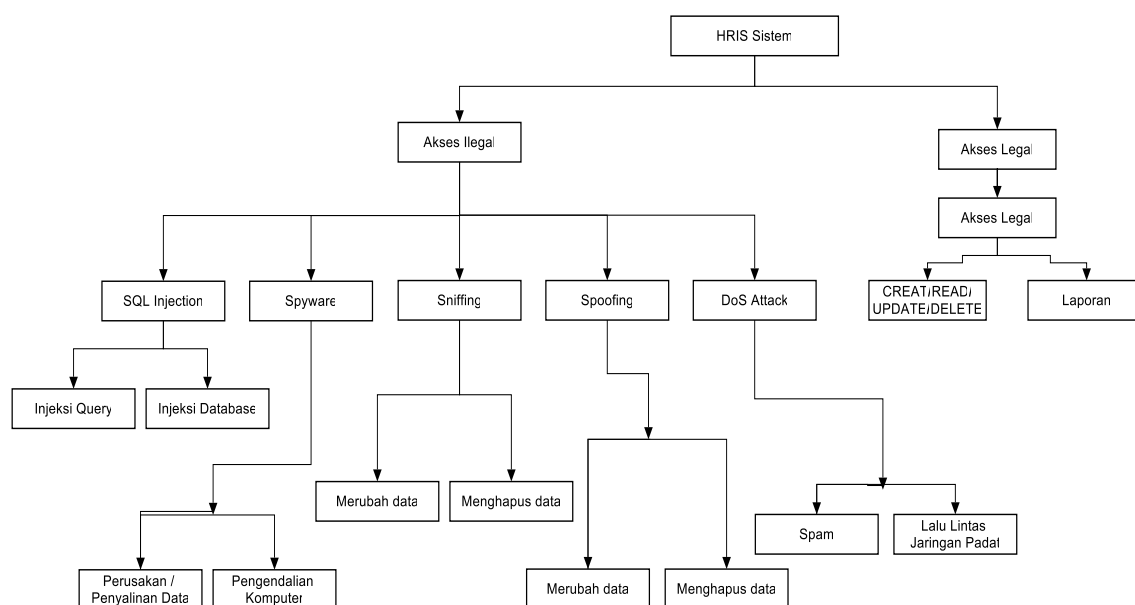 HRIS Sistem
Akses Ilegal
Akses Legal
Akses Legal
SQL Injection
Spyware
Sniffing
Spoofing
DoS Attack
CREAT/READ/
UPDATE/DELETE
Laporan
Injeksi Query
Injeksi Database
Merubah data
Menghapus data
Spam
Lalu Lintas
Jaringan Padat
Perusakan /
Penyalinan Data
Pengendalian
Komputer
Merubah data
Menghapus data